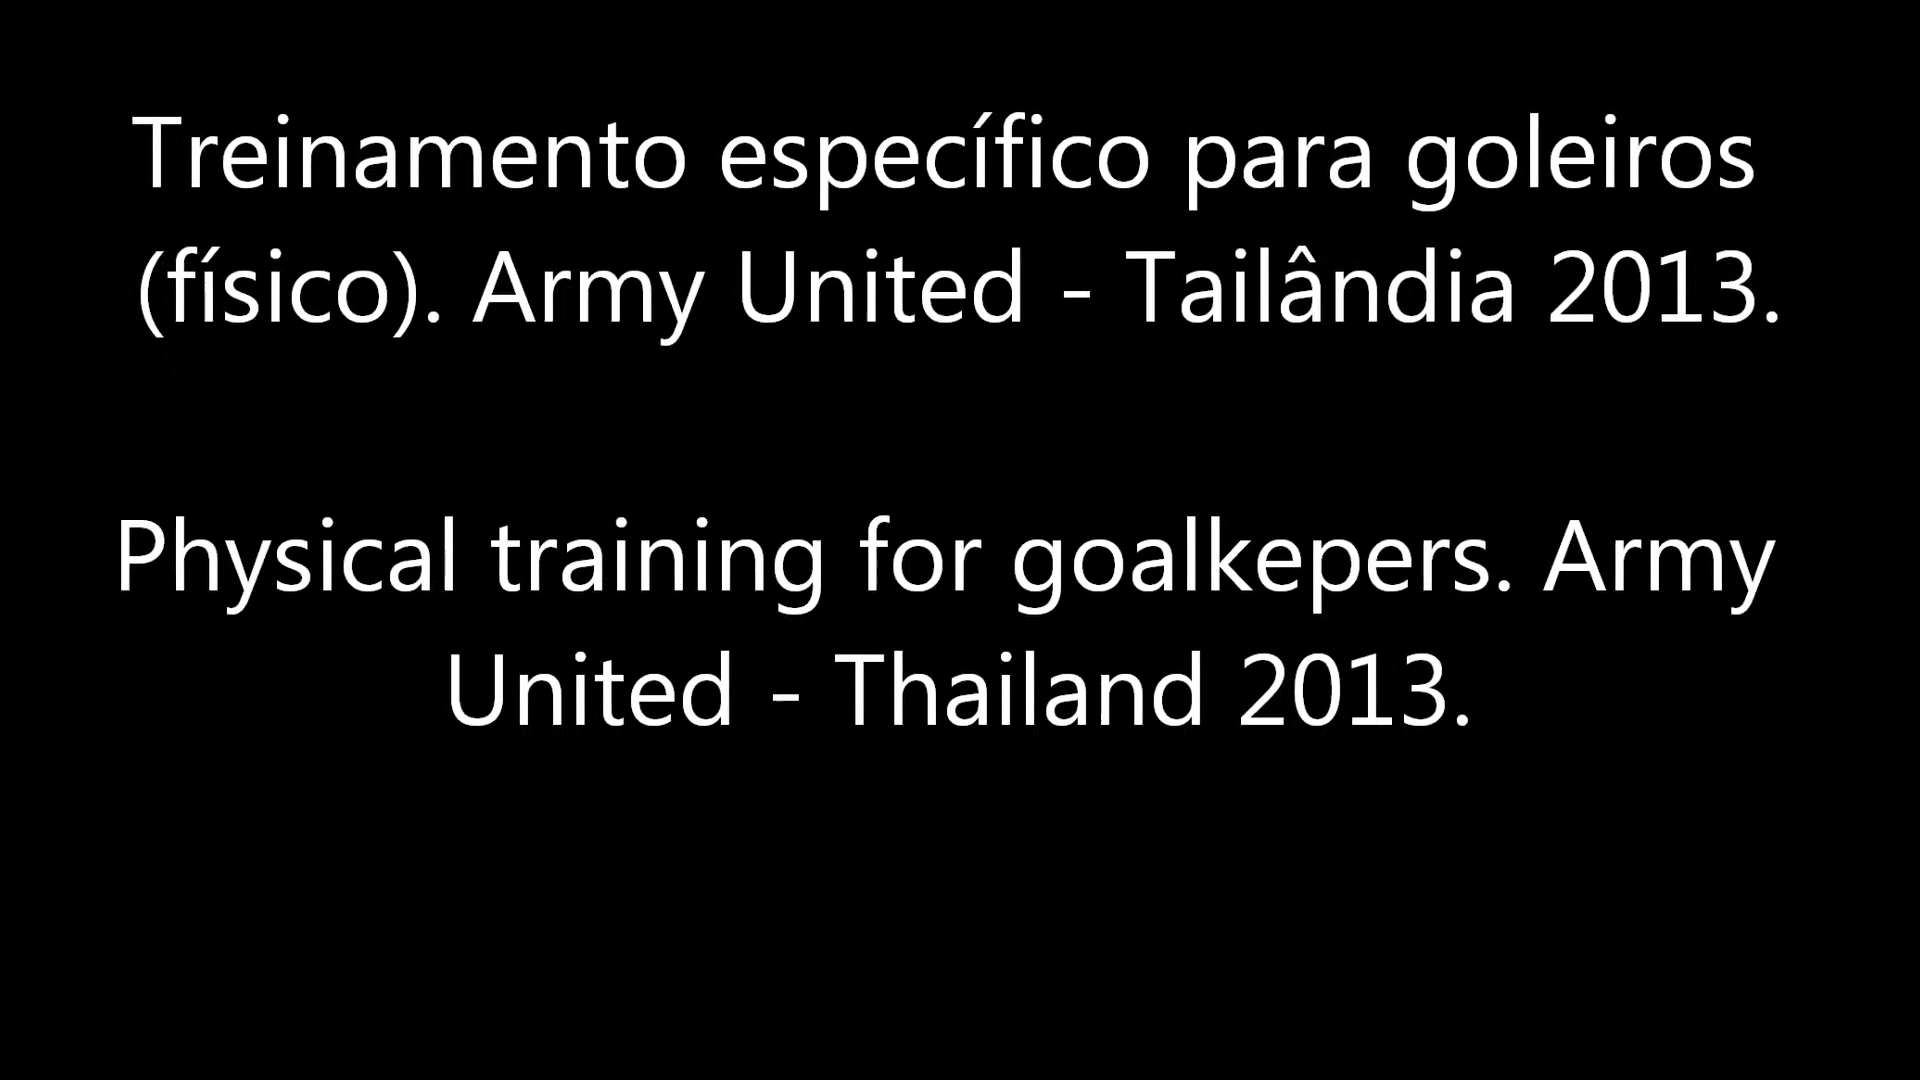 Treinamento específico para goleiros
(físico). Army United - Tailândia 2013.
Physical training for goalkepers. Army
United - Thailand 2013.